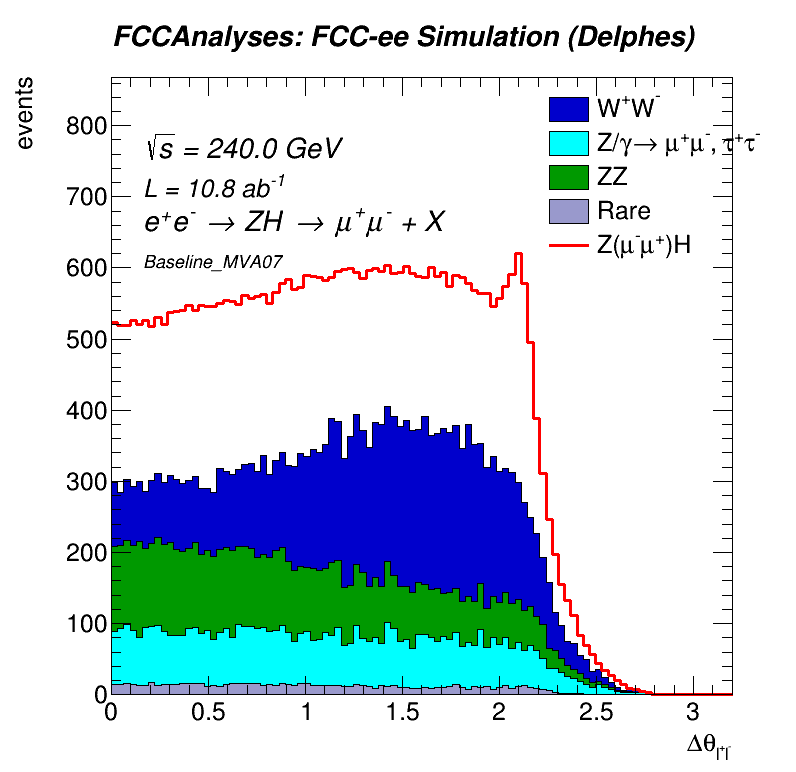 FCCAnalyses: FCC-ee Simulation (Delphes)
events
800
700
600
500
400
300
200
100
0
√s = 240.0 GeV
L = 10.8 ab⁻¹
e⁺e⁻ → ZH → μ⁺μ⁻ + X
Baseline_MVA07
W⁺W⁻
Z/γ→ μ⁺μ⁻, τ⁺τ⁻
ZZ
Rare
Z(μ⁻μ⁺)H
0 0.5 1 1.5 2 2.5 3
Δθ_l⁺l⁻